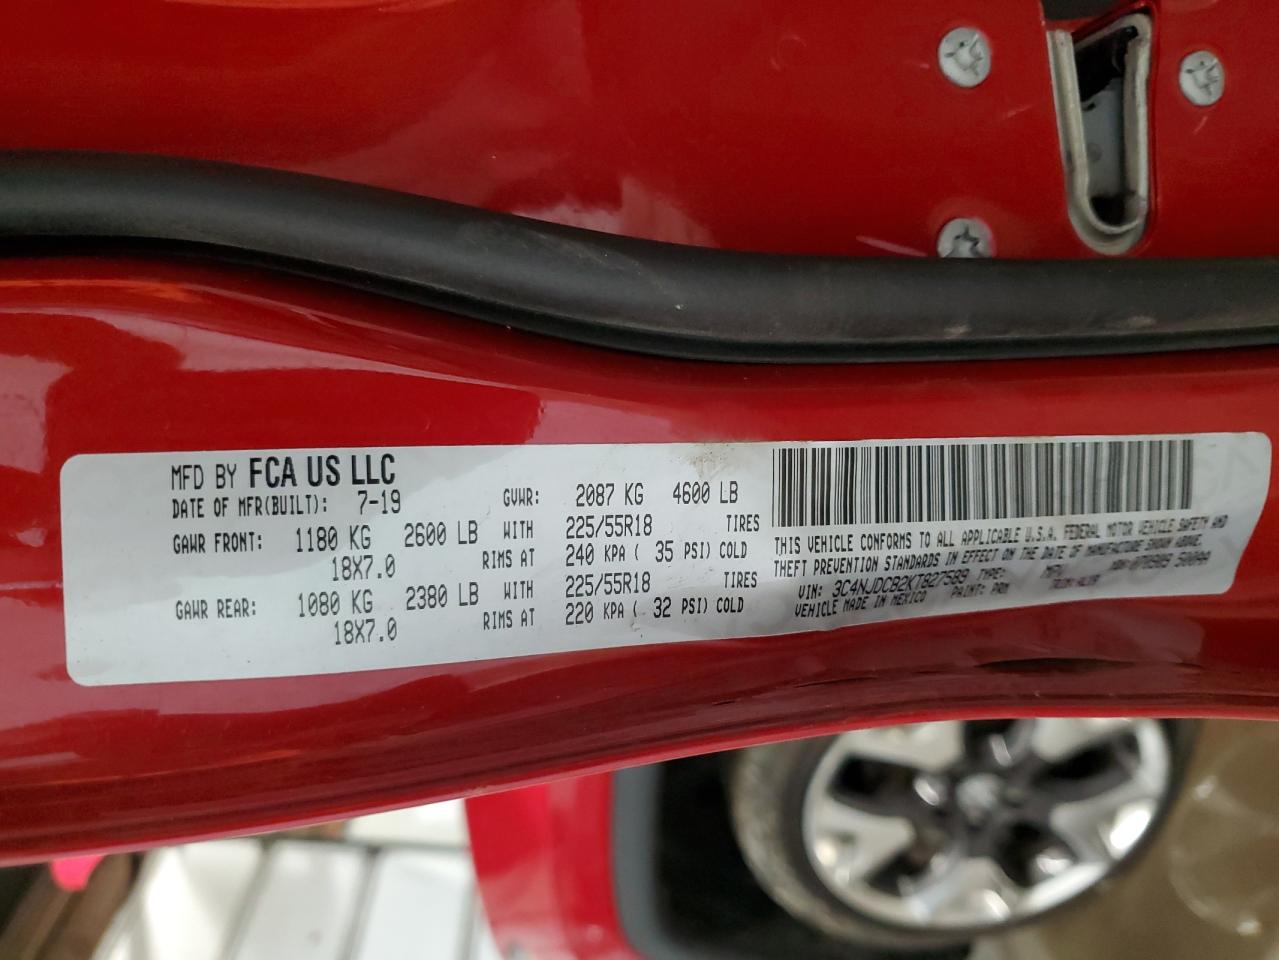 MFD BY FCA US LLC
DATE OF MFR(BUILT): 7-19 GVWR: 2087 KG 4600 LB
GAWR FRONT: 1180 KG 2600 LB WITH 225/55R18 TIRES
18X7.0 RIMS AT 240 KPA ( 35 PSI) COLD
GAWR REAR: 1080 KG 2380 LB WITH 225/55R18 TIRES
18X7.0 RIMS AT 220 KPA ( 32 PSI) COLD
THIS VEHICLE CONFORMS TO ALL APPLICABLE U.S.A. FEDERAL MOTOR VEHICLE SAFETY AND
THEFT PREVENTION STANDARDS IN EFFECT ON THE DATE OF MANUFACTURE SHOWN ABOVE.
VIN: 3C4NJDCB2KT827589 TYPE: MPV
VEHICLE MADE IN MEXICO PAINT: PRM TRIM: